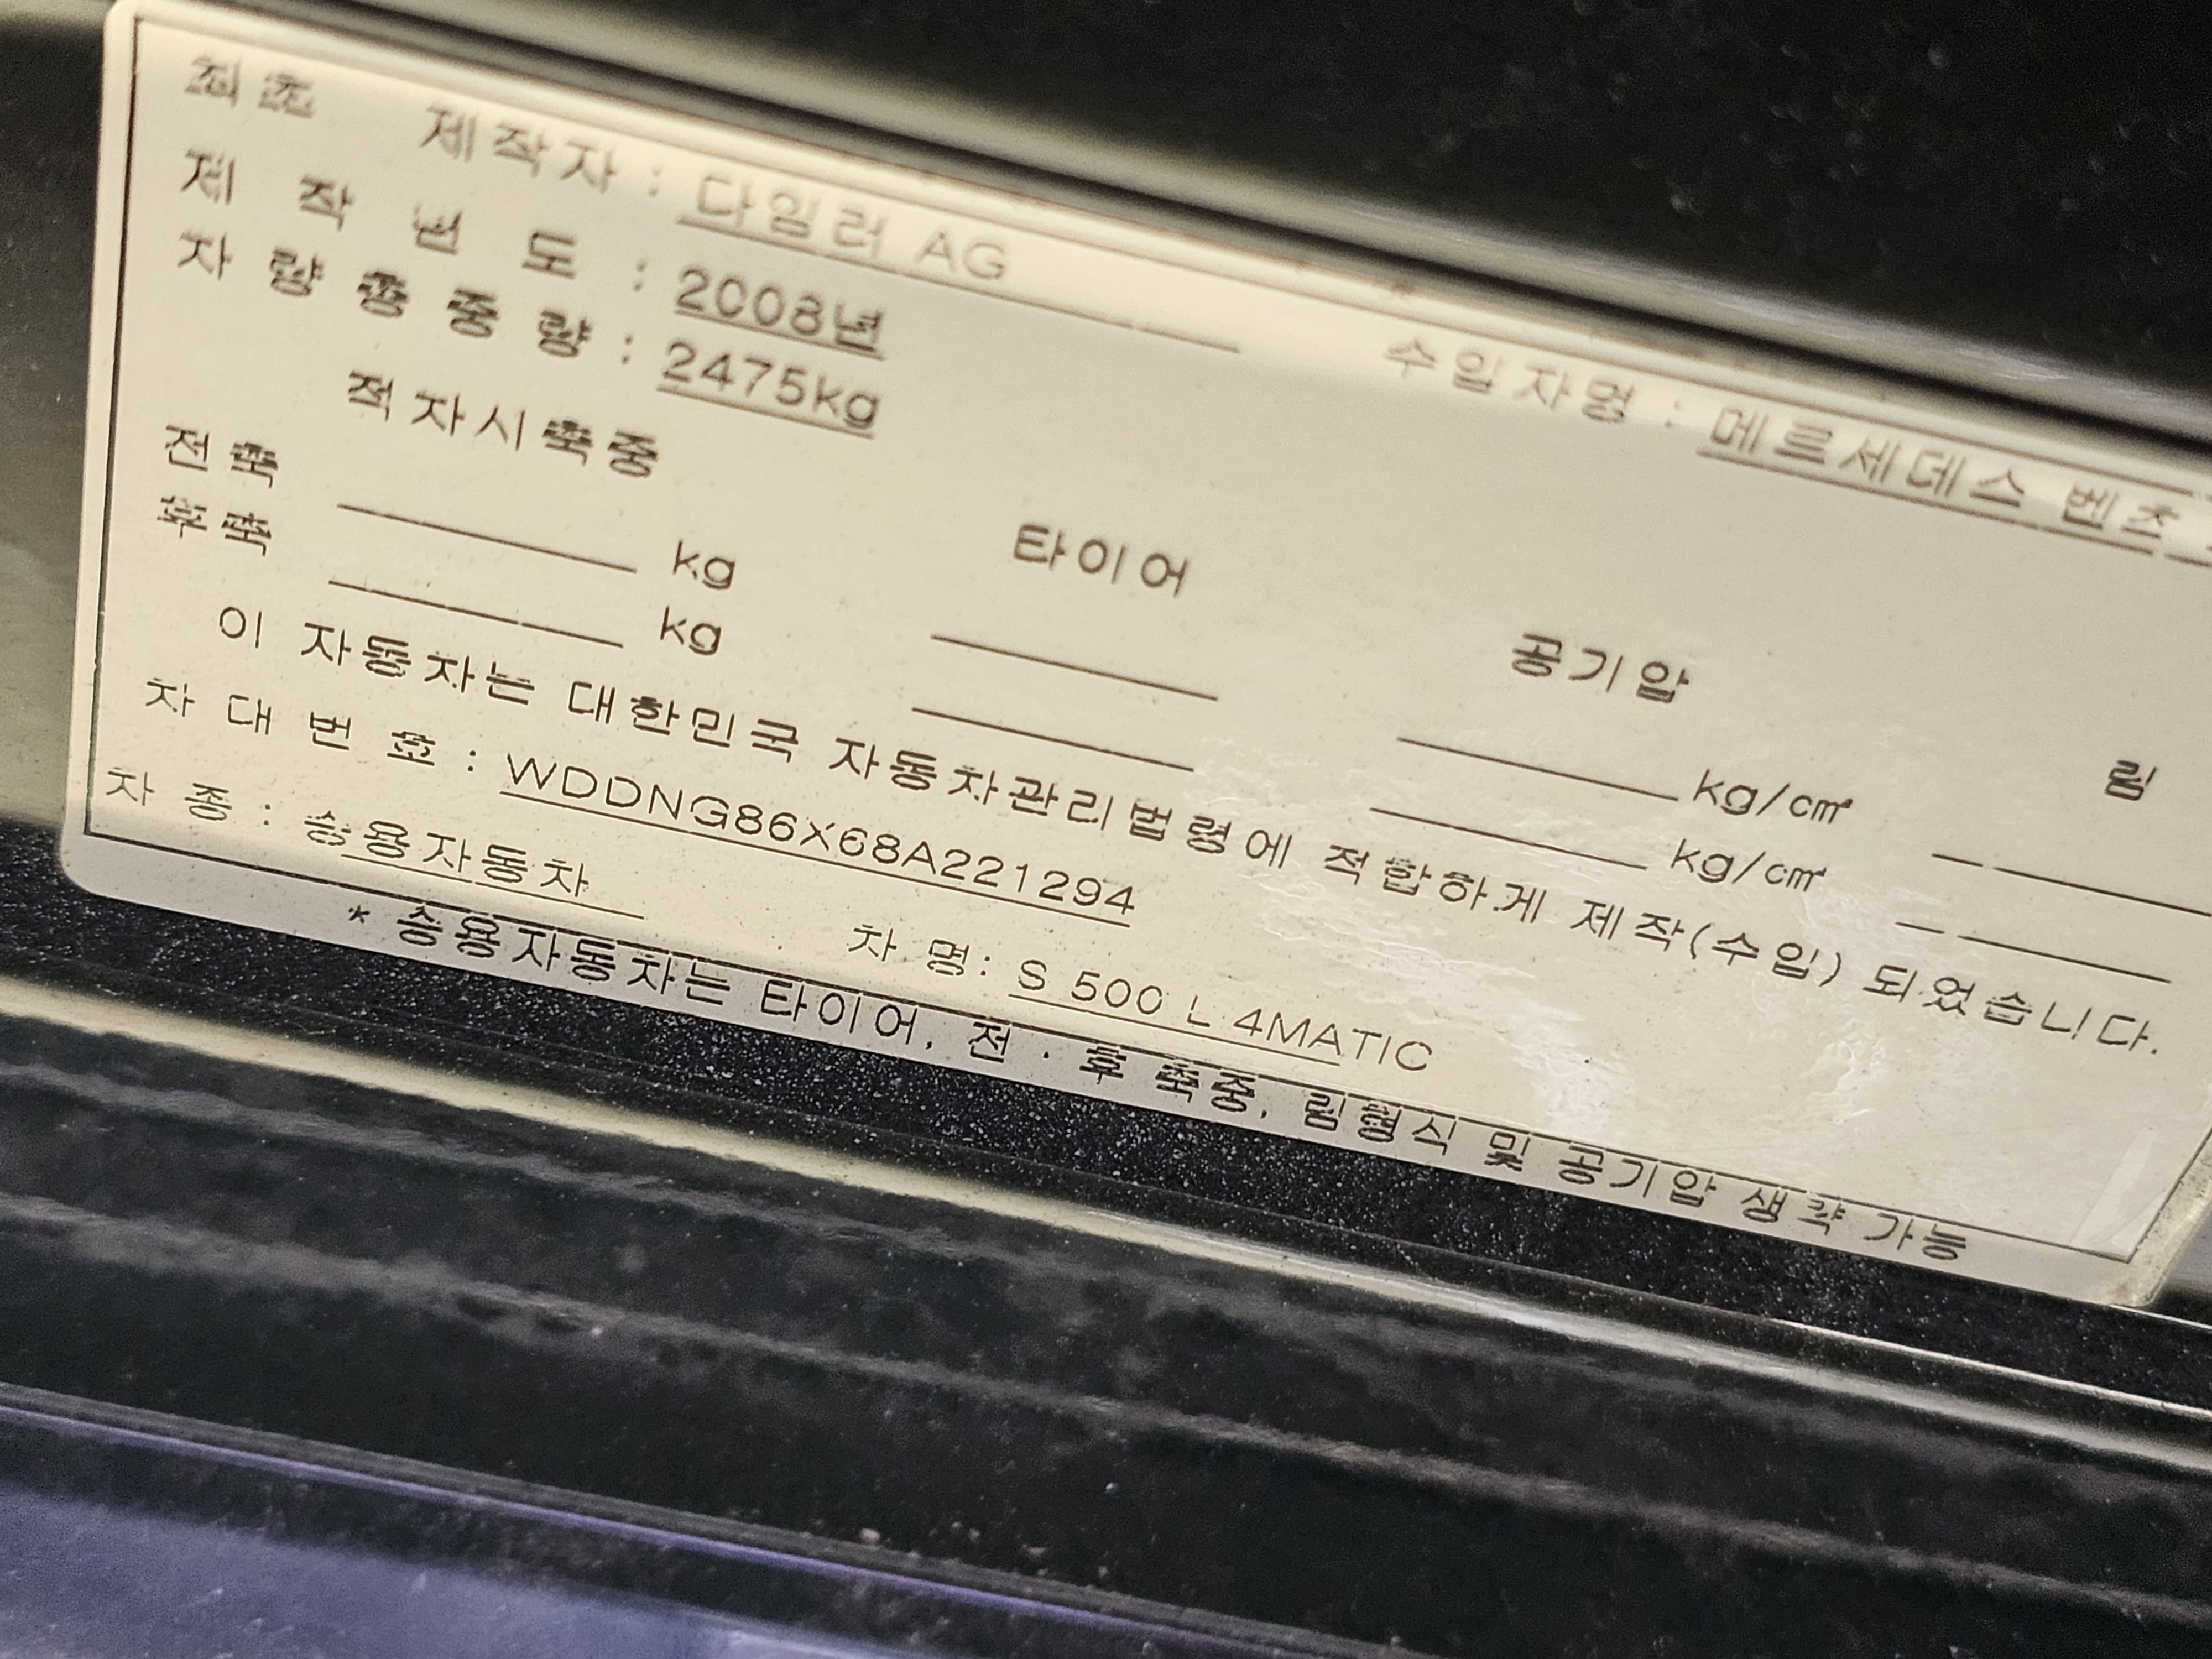 최초 제작자 : 다임러 AG 수입자명 : 메르세데스 벤츠
제 작 년 도 : 2008년
차 량 총 중 량 : 2475kg
적차시축중 타이어 공기압 림
전축 kg kg/cm²
후축 kg kg/cm²
이 자동차는 대한민국 자동차관리법령에 적합하게 제작(수입) 되었습니다.
차 대 번 호 : WDDNG86X68A221294
차 종 : 승용자동차 차 명 : S 500 L 4MATIC
* 승용자동차는 타이어, 전 · 후 축중, 림형식 및 공기압 생략 가능